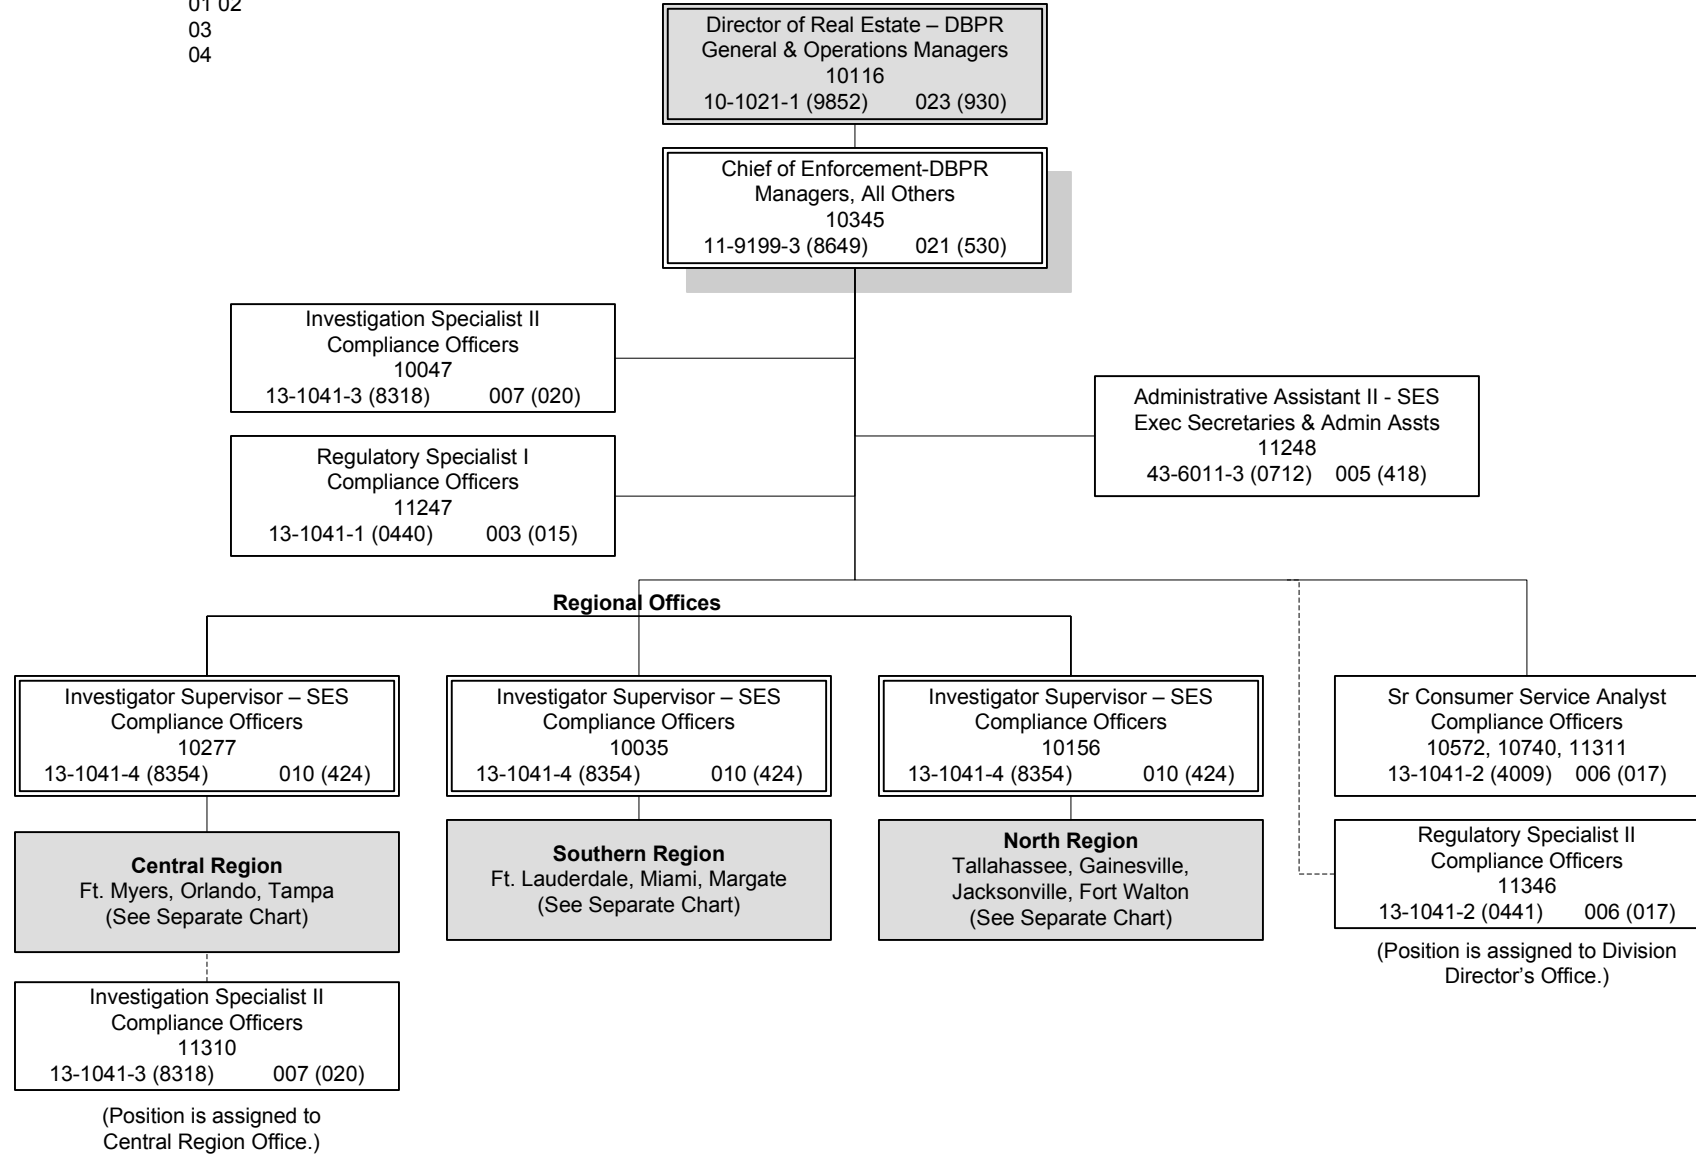 01 02
03
04
Director of Real Estate – DBPR
General & Operations Managers
10116
10-1021-1 (9852) 023 (930)
Chief of Enforcement-DBPR
Managers, All Others
10345
11-9199-3 (8649) 021 (530)
Investigation Specialist II
Compliance Officers
10047
13-1041-3 (8318) 007 (020)
Administrative Assistant II - SES
Exec Secretaries & Admin Assts
11248
43-6011-3 (0712) 005 (418)
Regulatory Specialist I
Compliance Officers
11247
13-1041-1 (0440) 003 (015)
Regional Offices
Investigator Supervisor – SES
Compliance Officers
10277
13-1041-4 (8354) 010 (424)
Investigator Supervisor – SES
Compliance Officers
10035
13-1041-4 (8354) 010 (424)
Investigator Supervisor – SES
Compliance Officers
10156
13-1041-4 (8354) 010 (424)
Sr Consumer Service Analyst
Compliance Officers
10572, 10740, 11311
13-1041-2 (4009) 006 (017)
Central Region
Ft. Myers, Orlando, Tampa
(See Separate Chart)
Southern Region
Ft. Lauderdale, Miami, Margate
(See Separate Chart)
North Region
Tallahassee, Gainesville,
Jacksonville, Fort Walton
(See Separate Chart)
Regulatory Specialist II
Compliance Officers
11346
13-1041-2 (0441) 006 (017)
(Position is assigned to Division
Director's Office.)
Investigation Specialist II
Compliance Officers
11310
13-1041-3 (8318) 007 (020)
(Position is assigned to
Central Region Office.)